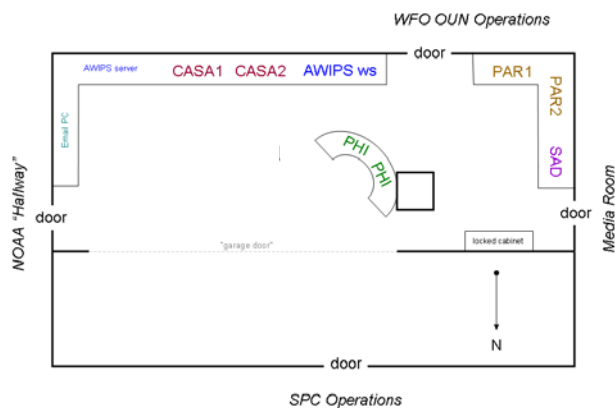 WFO OUN Operations
door
AWIPS server
CASA1
CASA2
AWIPS ws
PAR1
PAR2
Email PC
PHI
PHI
SAD
NOAA "Hallway"
door
door
Media Room
"garage door"
locked cabinet
N
door
SPC Operations